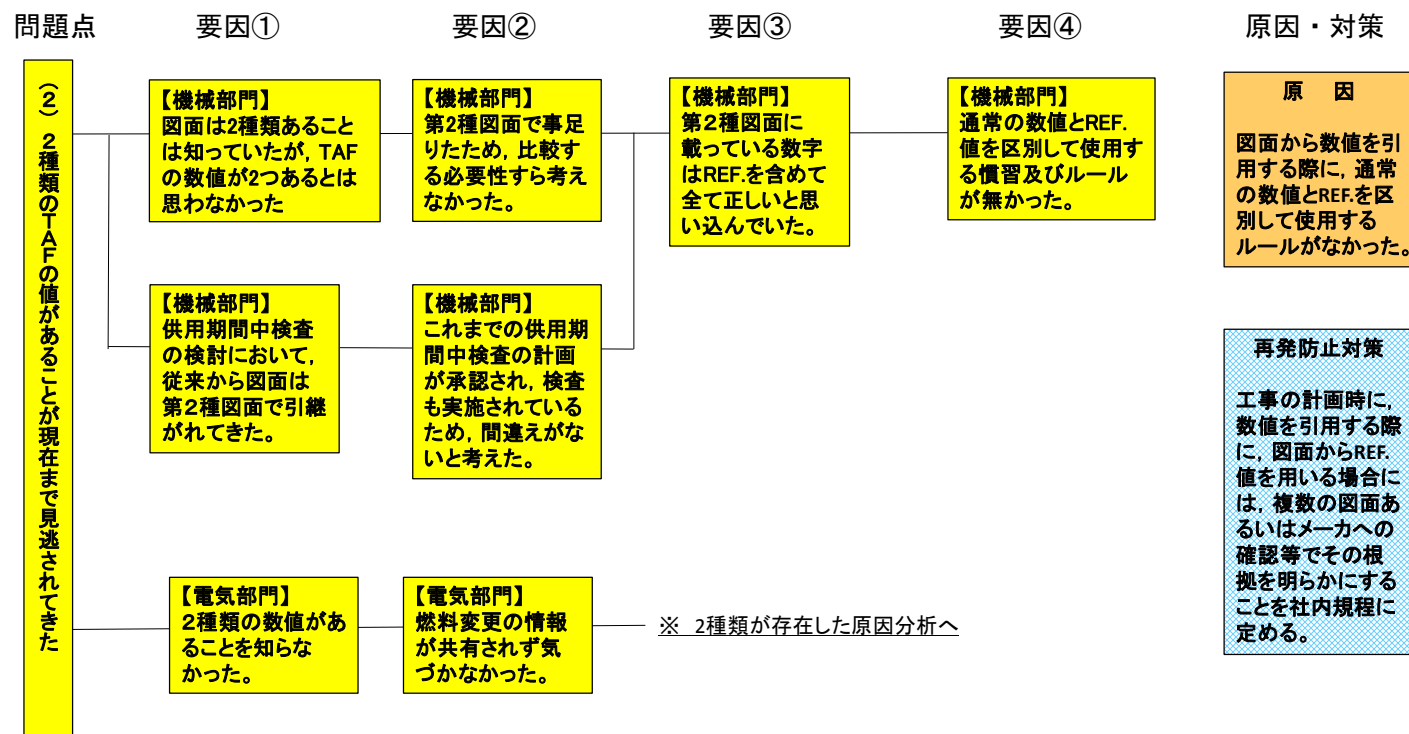 問題点
要因①
要因②
要因③
要因④
原因・対策
(2) 2種類のTAFの値があることが現在まで見逃されてきた
【機械部門】
図面は2種類あること
は知っていたが，TAF
の数値が2つあるとは
思わなかった
【機械部門】
第2種図面で事足
りたため，比較す
る必要性すら考え
なかった。
【機械部門】
第２種図面に
載っている数字
はREF.を含めて
全て正しいと思
い込んでいた。
【機械部門】
通常の数値とREF.
値を区別して使用す
る慣習及びルール
が無かった。
原　因
図面から数値を引
用する際に，通常
の数値とREF.を区
別して使用する
ルールがなかった。
【機械部門】
供用期間中検査
の検討において，
従来から図面は
第２種図面で引継
がれてきた。
【機械部門】
これまでの供用期
間中検査の計画
が承認され，検査
も実施されている
ため，間違えがな
いと考えた。
再発防止対策
工事の計画時に，
数値を引用する際
に，図面からREF.
値を用いる場合に
は，複数の図面あ
るいはメーカへの
確認等でその根
拠を明らかにする
ことを社内規程に
定める。
【電気部門】
２種類の数値があ
ることを知らな
かった。
【電気部門】
燃料変更の情報
が共有されず気
づかなかった。
※ 2種類が存在した原因分析へ